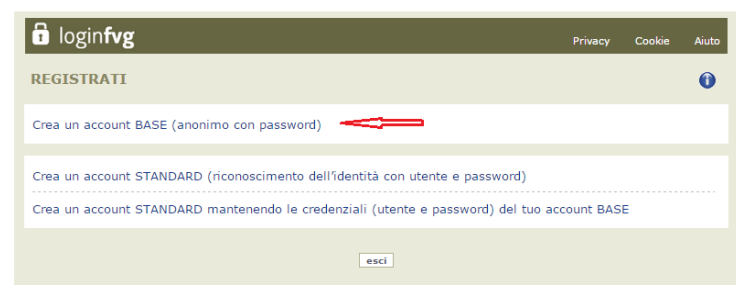 loginfvg
Privacy Cookie Aiuto
REGISTRATI
Crea un account BASE (anonimo con password)
Crea un account STANDARD (riconoscimento dell'identità con utente e password)
Crea un account STANDARD mantenendo le credenziali (utente e password) del tuo account BASE
esci